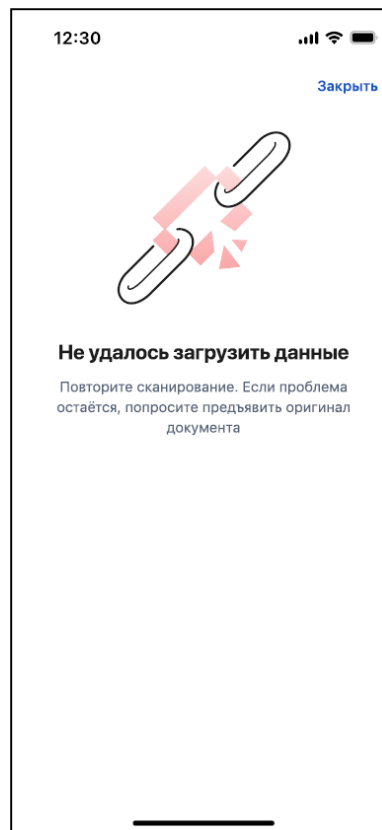 12:30
Закрыть
Не удалось загрузить данные
Повторите сканирование. Если проблема
остаётся, попросите предъявить оригинал
документа